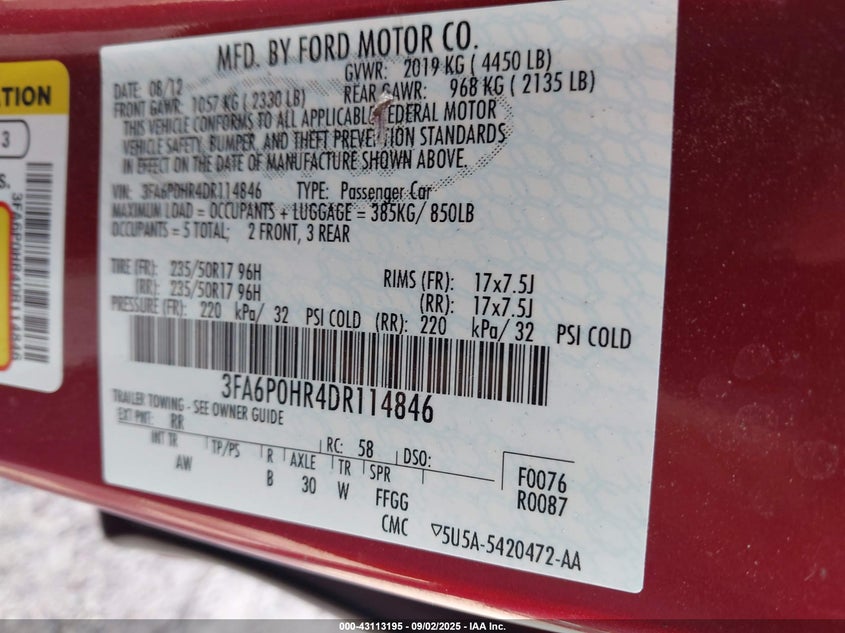 ATION
3
S.
3FA6P0HR4DR114846
MFD. BY FORD MOTOR CO.
DATE: 08/12 GVWR: 2019 KG ( 4450 LB)
FRONT GAWR: 1057 KG ( 2330 LB) REAR GAWR: 968 KG ( 2135 LB)
THIS VEHICLE CONFORMS TO ALL APPLICABLE FEDERAL MOTOR
VEHICLE SAFETY, BUMPER, AND THEFT PREVENTION STANDARDS
IN EFFECT ON THE DATE OF MANUFACTURE SHOWN ABOVE.
VIN: 3FA6P0HR4DR114846 TYPE: Passenger Car
MAXIMUM LOAD = OCCUPANTS + LUGGAGE = 385KG/ 850LB
OCCUPANTS = 5 TOTAL; 2 FRONT, 3 REAR
TIRE (FR): 235/50R17 96H RIMS (FR): 17x7.5J
(RR): 235/50R17 96H (RR): 17x7.5J
PRESSURE (FR): 220 kPa/ 32 PSI COLD (RR): 220 kPa/ 32 PSI COLD
3FA6P0HR4DR114846
TRAILER TOWING - SEE OWNER GUIDE
EXT PNT: RR RC: 58 DSO:
INT TR TP/PS R AXLE TR SPR F0076
AW B 30 W FFGG R0087
CMC ▽5U5A-5420472-AA
000-43113195 - 09/02/2025 - IAA Inc.